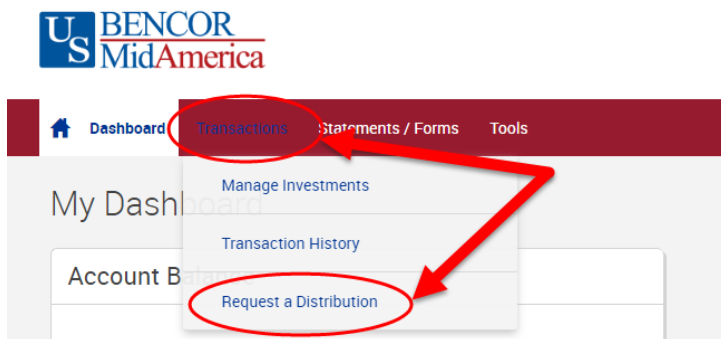 US BENCOR
MidAmerica
Dashboard Transactions Statements / Forms Tools
My Dashboard
Manage Investments
Transaction History
Account Balance
Request a Distribution